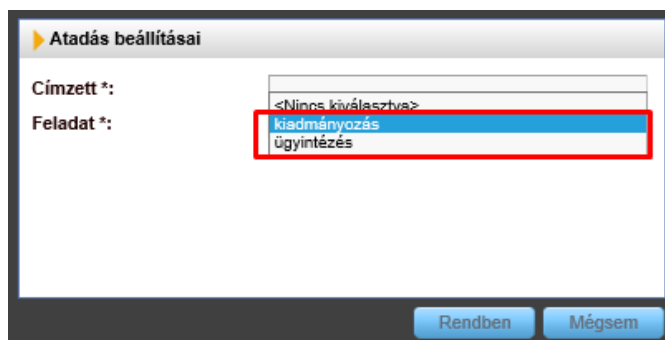 Atadás beállításai
Címzett *:
<Nincs kiválasztva>
Feladat *:
kiadmányozás
ügyintézés
Rendben
Mégsem